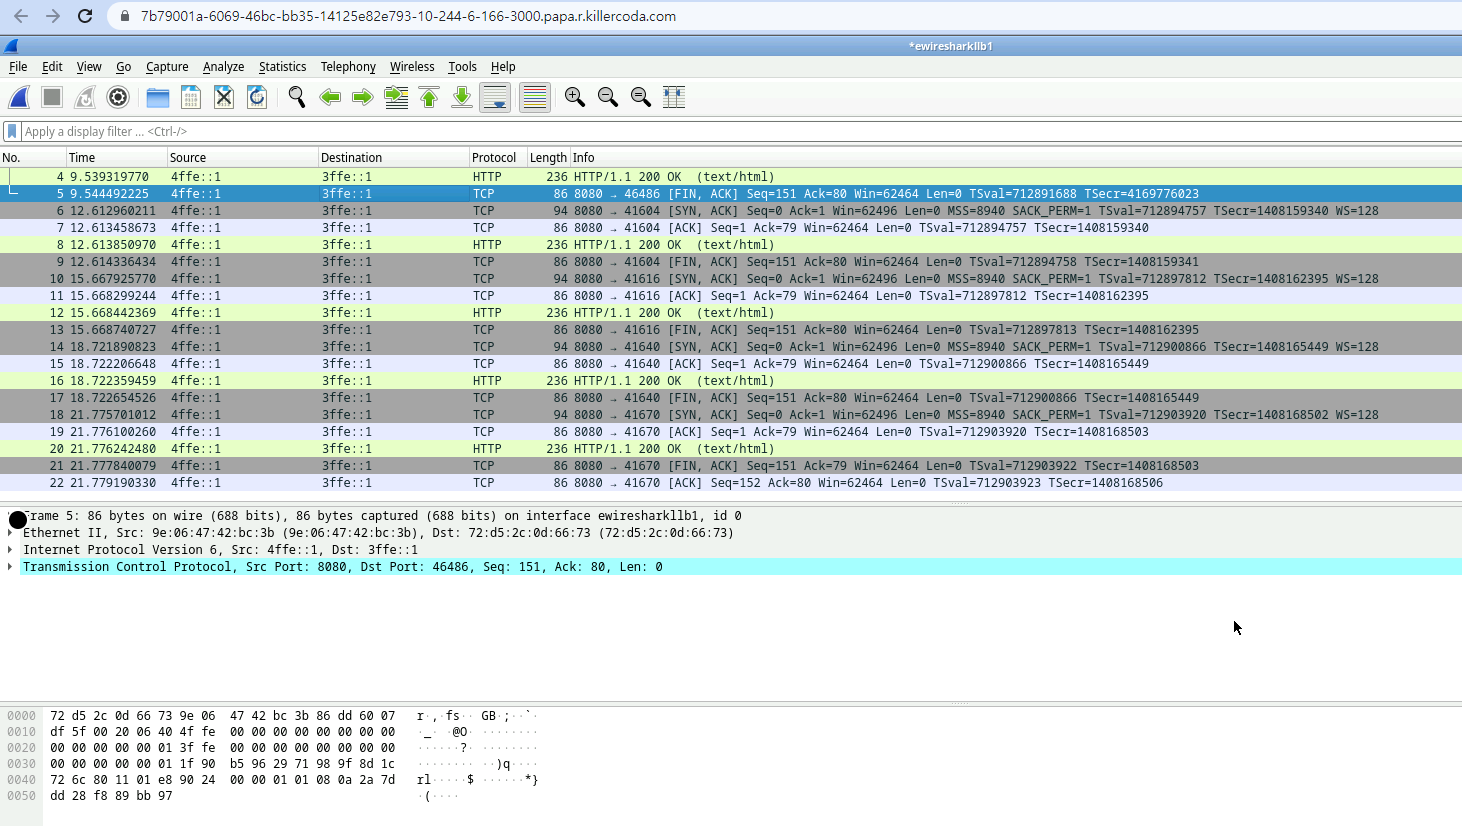 7b79001a-6069-46bc-bb35-14125e82e793-10-244-6-166-3000.papa.r.killercoda.com
*ewiresharkllb1
File Edit View Go Capture Analyze Statistics Telephony Wireless Tools Help
Apply a display filter ... <Ctrl-/>
No. Time Source Destination Protocol Length Info
4 9.539319770 4ffe::1 3ffe::1 HTTP 236 HTTP/1.1 200 OK (text/html)
5 9.544492225 4ffe::1 3ffe::1 TCP 86 8080 → 46486 [FIN, ACK] Seq=151 Ack=80 Win=62464 Len=0 TSval=712891688 TSecr=4169776023
6 12.612960211 4ffe::1 3ffe::1 TCP 94 8080 → 41604 [SYN, ACK] Seq=0 Ack=1 Win=62496 Len=0 MSS=8940 SACK_PERM=1 TSval=712894757 TSecr=1408159340 WS=128
7 12.613458673 4ffe::1 3ffe::1 TCP 86 8080 → 41604 [ACK] Seq=1 Ack=79 Win=62464 Len=0 TSval=712894757 TSecr=1408159340
8 12.613850970 4ffe::1 3ffe::1 HTTP 236 HTTP/1.1 200 OK (text/html)
9 12.614336434 4ffe::1 3ffe::1 TCP 86 8080 → 41604 [FIN, ACK] Seq=151 Ack=80 Win=62464 Len=0 TSval=712894758 TSecr=1408159341
10 15.667925770 4ffe::1 3ffe::1 TCP 94 8080 → 41616 [SYN, ACK] Seq=0 Ack=1 Win=62496 Len=0 MSS=8940 SACK_PERM=1 TSval=712897812 TSecr=1408162395 WS=128
11 15.668299244 4ffe::1 3ffe::1 TCP 86 8080 → 41616 [ACK] Seq=1 Ack=79 Win=62464 Len=0 TSval=712897812 TSecr=1408162395
12 15.668442369 4ffe::1 3ffe::1 HTTP 236 HTTP/1.1 200 OK (text/html)
13 15.668740727 4ffe::1 3ffe::1 TCP 86 8080 → 41616 [FIN, ACK] Seq=151 Ack=80 Win=62464 Len=0 TSval=712897813 TSecr=1408162395
14 18.721890823 4ffe::1 3ffe::1 TCP 94 8080 → 41640 [SYN, ACK] Seq=0 Ack=1 Win=62496 Len=0 MSS=8940 SACK_PERM=1 TSval=712900866 TSecr=1408165449 WS=128
15 18.722206648 4ffe::1 3ffe::1 TCP 86 8080 → 41640 [ACK] Seq=1 Ack=79 Win=62464 Len=0 TSval=712900866 TSecr=1408165449
16 18.722359459 4ffe::1 3ffe::1 HTTP 236 HTTP/1.1 200 OK (text/html)
17 18.722654526 4ffe::1 3ffe::1 TCP 86 8080 → 41640 [FIN, ACK] Seq=151 Ack=80 Win=62464 Len=0 TSval=712900866 TSecr=1408165449
18 21.775701012 4ffe::1 3ffe::1 TCP 94 8080 → 41670 [SYN, ACK] Seq=0 Ack=1 Win=62496 Len=0 MSS=8940 SACK_PERM=1 TSval=712903920 TSecr=1408168502 WS=128
19 21.776100260 4ffe::1 3ffe::1 TCP 86 8080 → 41670 [ACK] Seq=1 Ack=79 Win=62464 Len=0 TSval=712903920 TSecr=1408168503
20 21.776242480 4ffe::1 3ffe::1 HTTP 236 HTTP/1.1 200 OK (text/html)
21 21.777840079 4ffe::1 3ffe::1 TCP 86 8080 → 41670 [FIN, ACK] Seq=151 Ack=79 Win=62464 Len=0 TSval=712903922 TSecr=1408168503
22 21.779190330 4ffe::1 3ffe::1 TCP 86 8080 → 41670 [ACK] Seq=152 Ack=80 Win=62464 Len=0 TSval=712903923 TSecr=1408168506
Frame 5: 86 bytes on wire (688 bits), 86 bytes captured (688 bits) on interface ewiresharkllb1, id 0
Ethernet II, Src: 9e:06:47:42:bc:3b (9e:06:47:42:bc:3b), Dst: 72:d5:2c:0d:66:73 (72:d5:2c:0d:66:73)
Internet Protocol Version 6, Src: 4ffe::1, Dst: 3ffe::1
Transmission Control Protocol, Src Port: 8080, Dst Port: 46486, Seq: 151, Ack: 80, Len: 0
0000 72 d5 2c 0d 66 73 9e 06 47 42 bc 3b 86 dd 60 07 r·,·fs·· GB·;··`·
0010 df 5f 00 20 06 40 4f fe 00 00 00 00 00 00 00 00 ·_· ·@O· ········
0020 00 00 00 00 00 01 3f fe 00 00 00 00 00 00 00 00 ······?· ········
0030 00 00 00 00 00 01 1f 90 b5 96 29 71 98 9f 8d 1c ········ ··)q····
0040 72 6c 80 11 01 e8 90 24 00 00 01 01 08 0a 2a 7d rl·····$ ······*}
0050 dd 28 f8 89 bb 97 ·(····